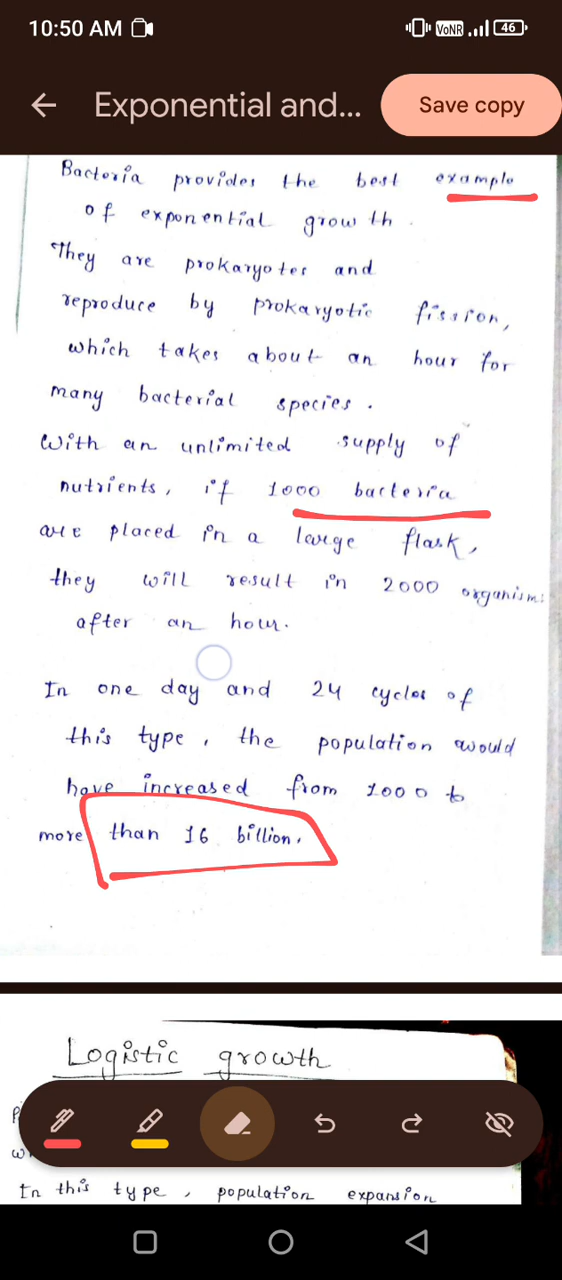 10:50 AM
VoNR
46
Exponential and...
Save copy
Bacteria provides the best example
of exponential growth.
They are prokaryotes and
reproduce by prokaryotic fission,
which takes about an hour for
many bacterial species.
With an unlimited supply of
nutrients, if 1000 bacteria
are placed in a large flask,
they will result in 2000 organisms
after an hour.
In one day and 24 cycles of
this type, the population would
have increased from 1000 to
more than 16 billion.
Logistic growth
In this type, population expansion